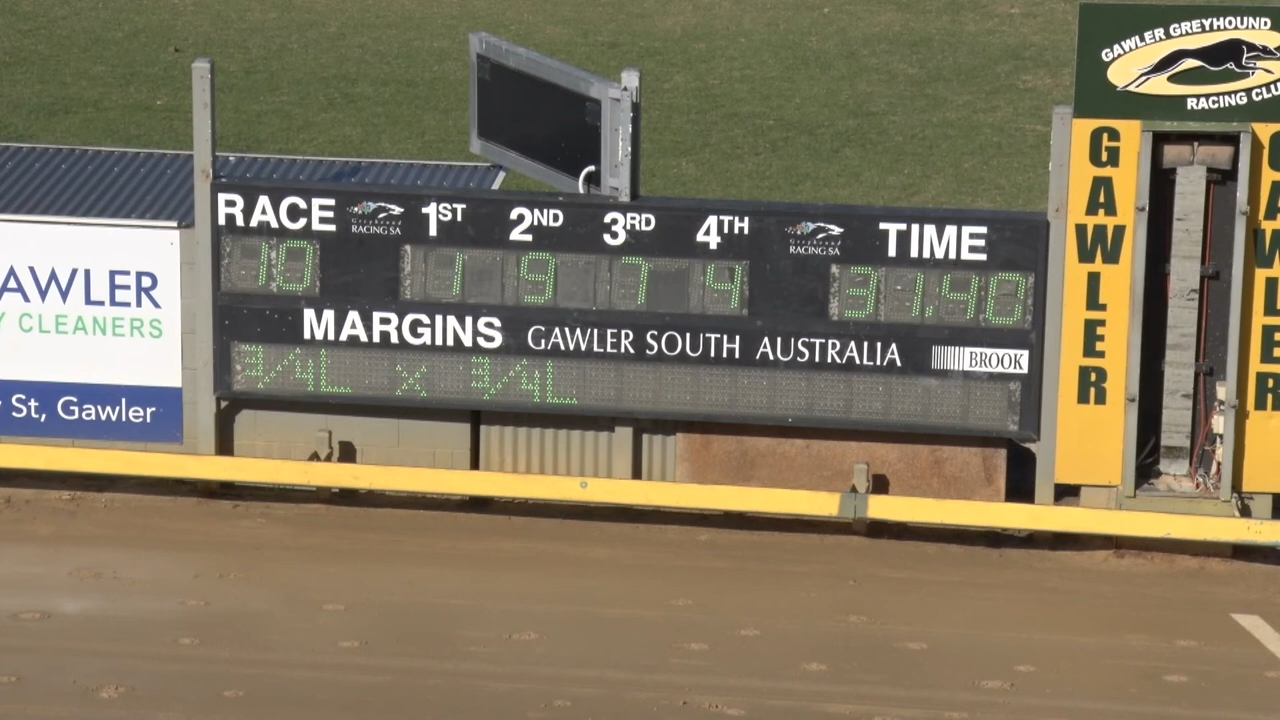 RACE
Greyhound
RACING SA
1ST 2ND 3RD 4TH
Greyhound
RACING SA
TIME
10 1 9 7 4 31.40
MARGINS GAWLER SOUTH AUSTRALIA BROOK
3/4L x 3/4L
AWLER
Y CLEANERS
St, Gawler
GAWLER GREYHOUND
RACING CLU
GAWLER
GAWLER